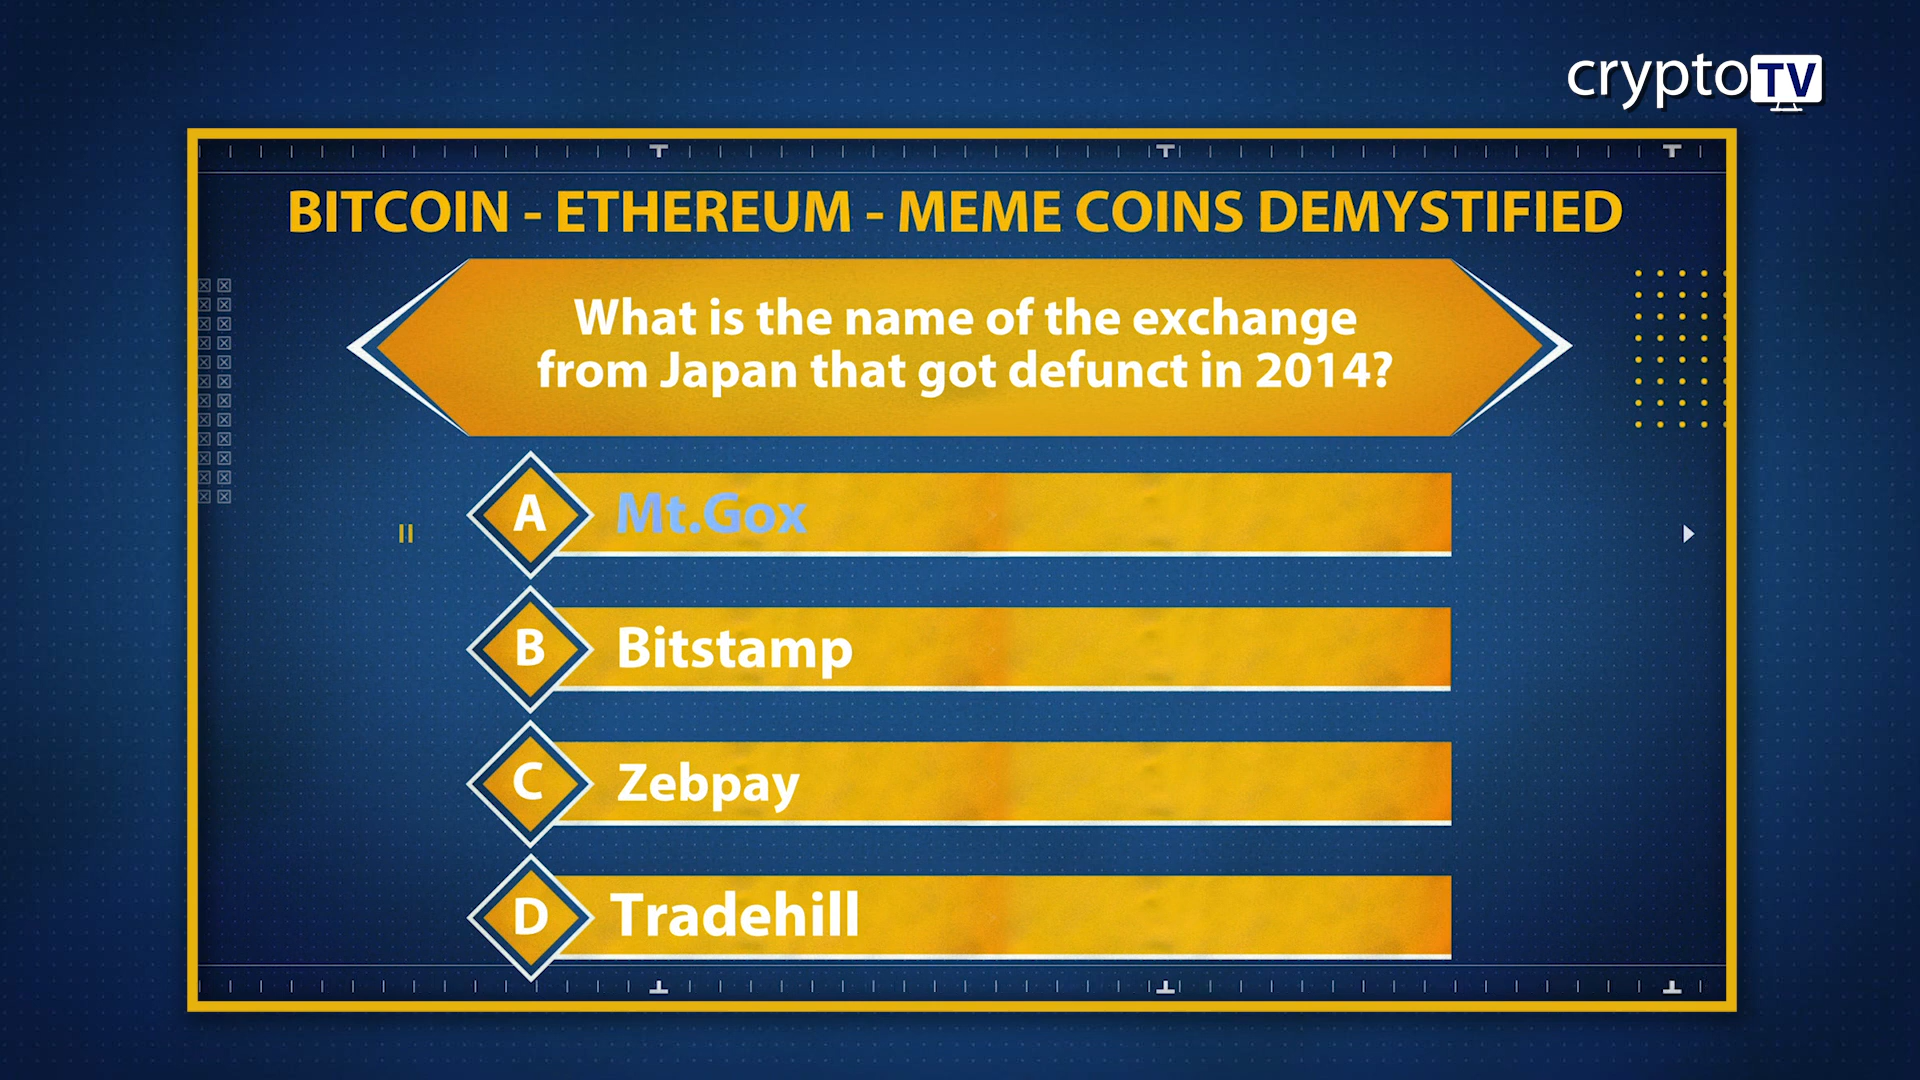 cryptoTV
BITCOIN - ETHEREUM - MEME COINS DEMYSTIFIED
What is the name of the exchange
from Japan that got defunct in 2014?
A Mt.Gox
B Bitstamp
C Zebpay
D Tradehill